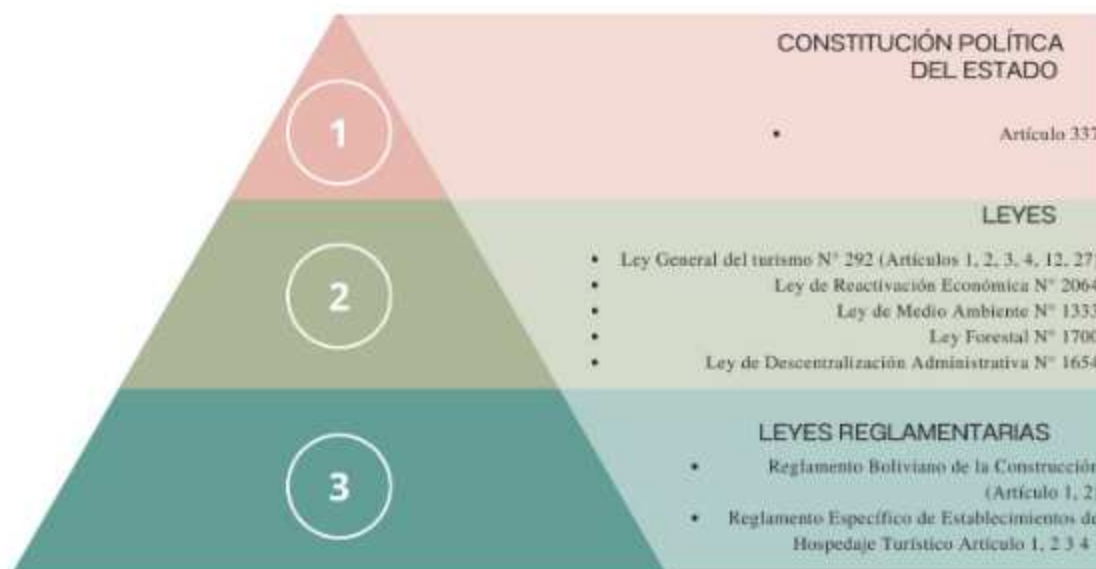 1
CONSTITUCIÓN POLÍTICA
DEL ESTADO
• Artículo 337
2
LEYES
• Ley General del turismo N° 292 (Artículos 1, 2, 3, 4, 12, 27)
• Ley de Reactivación Económica N° 2064
• Ley de Medio Ambiente N° 1333
• Ley Forestal N° 1700
• Ley de Descentralización Administrativa N° 1654
3
LEYES REGLAMENTARIAS
• Reglamento Boliviano de la Construcción
(Artículo 1, 2)
• Reglamento Específico de Establecimientos de
Hospedaje Turístico Artículo 1, 2 3 4